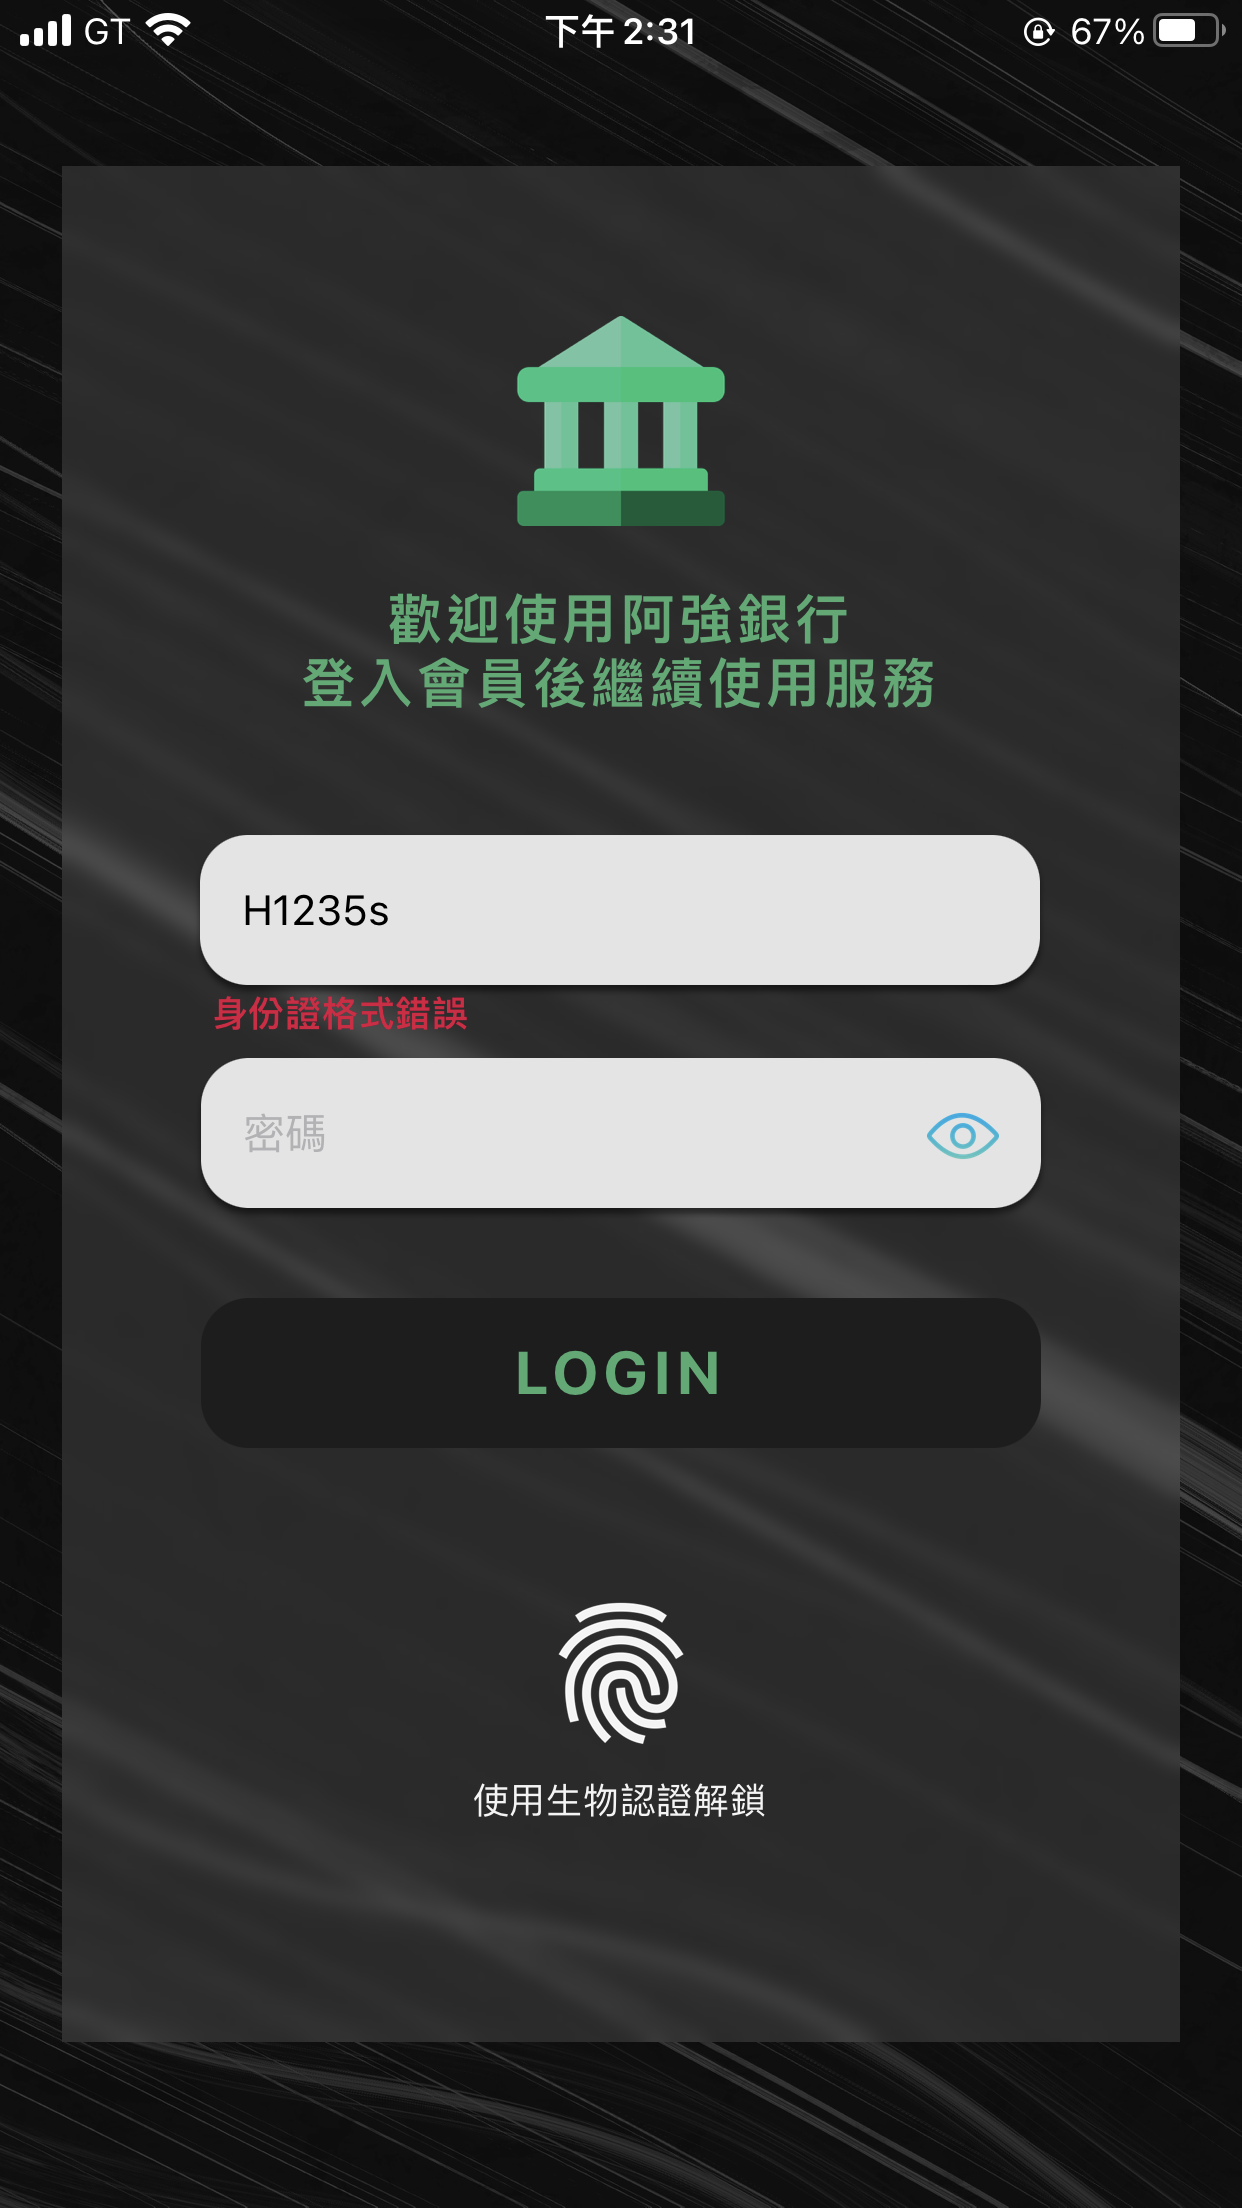 GT
下午 2:31
67%
歡迎使用阿強銀行
登入會員後繼續使用服務
H1235s
身份證格式錯誤
密碼
LOGIN
使用生物認證解鎖